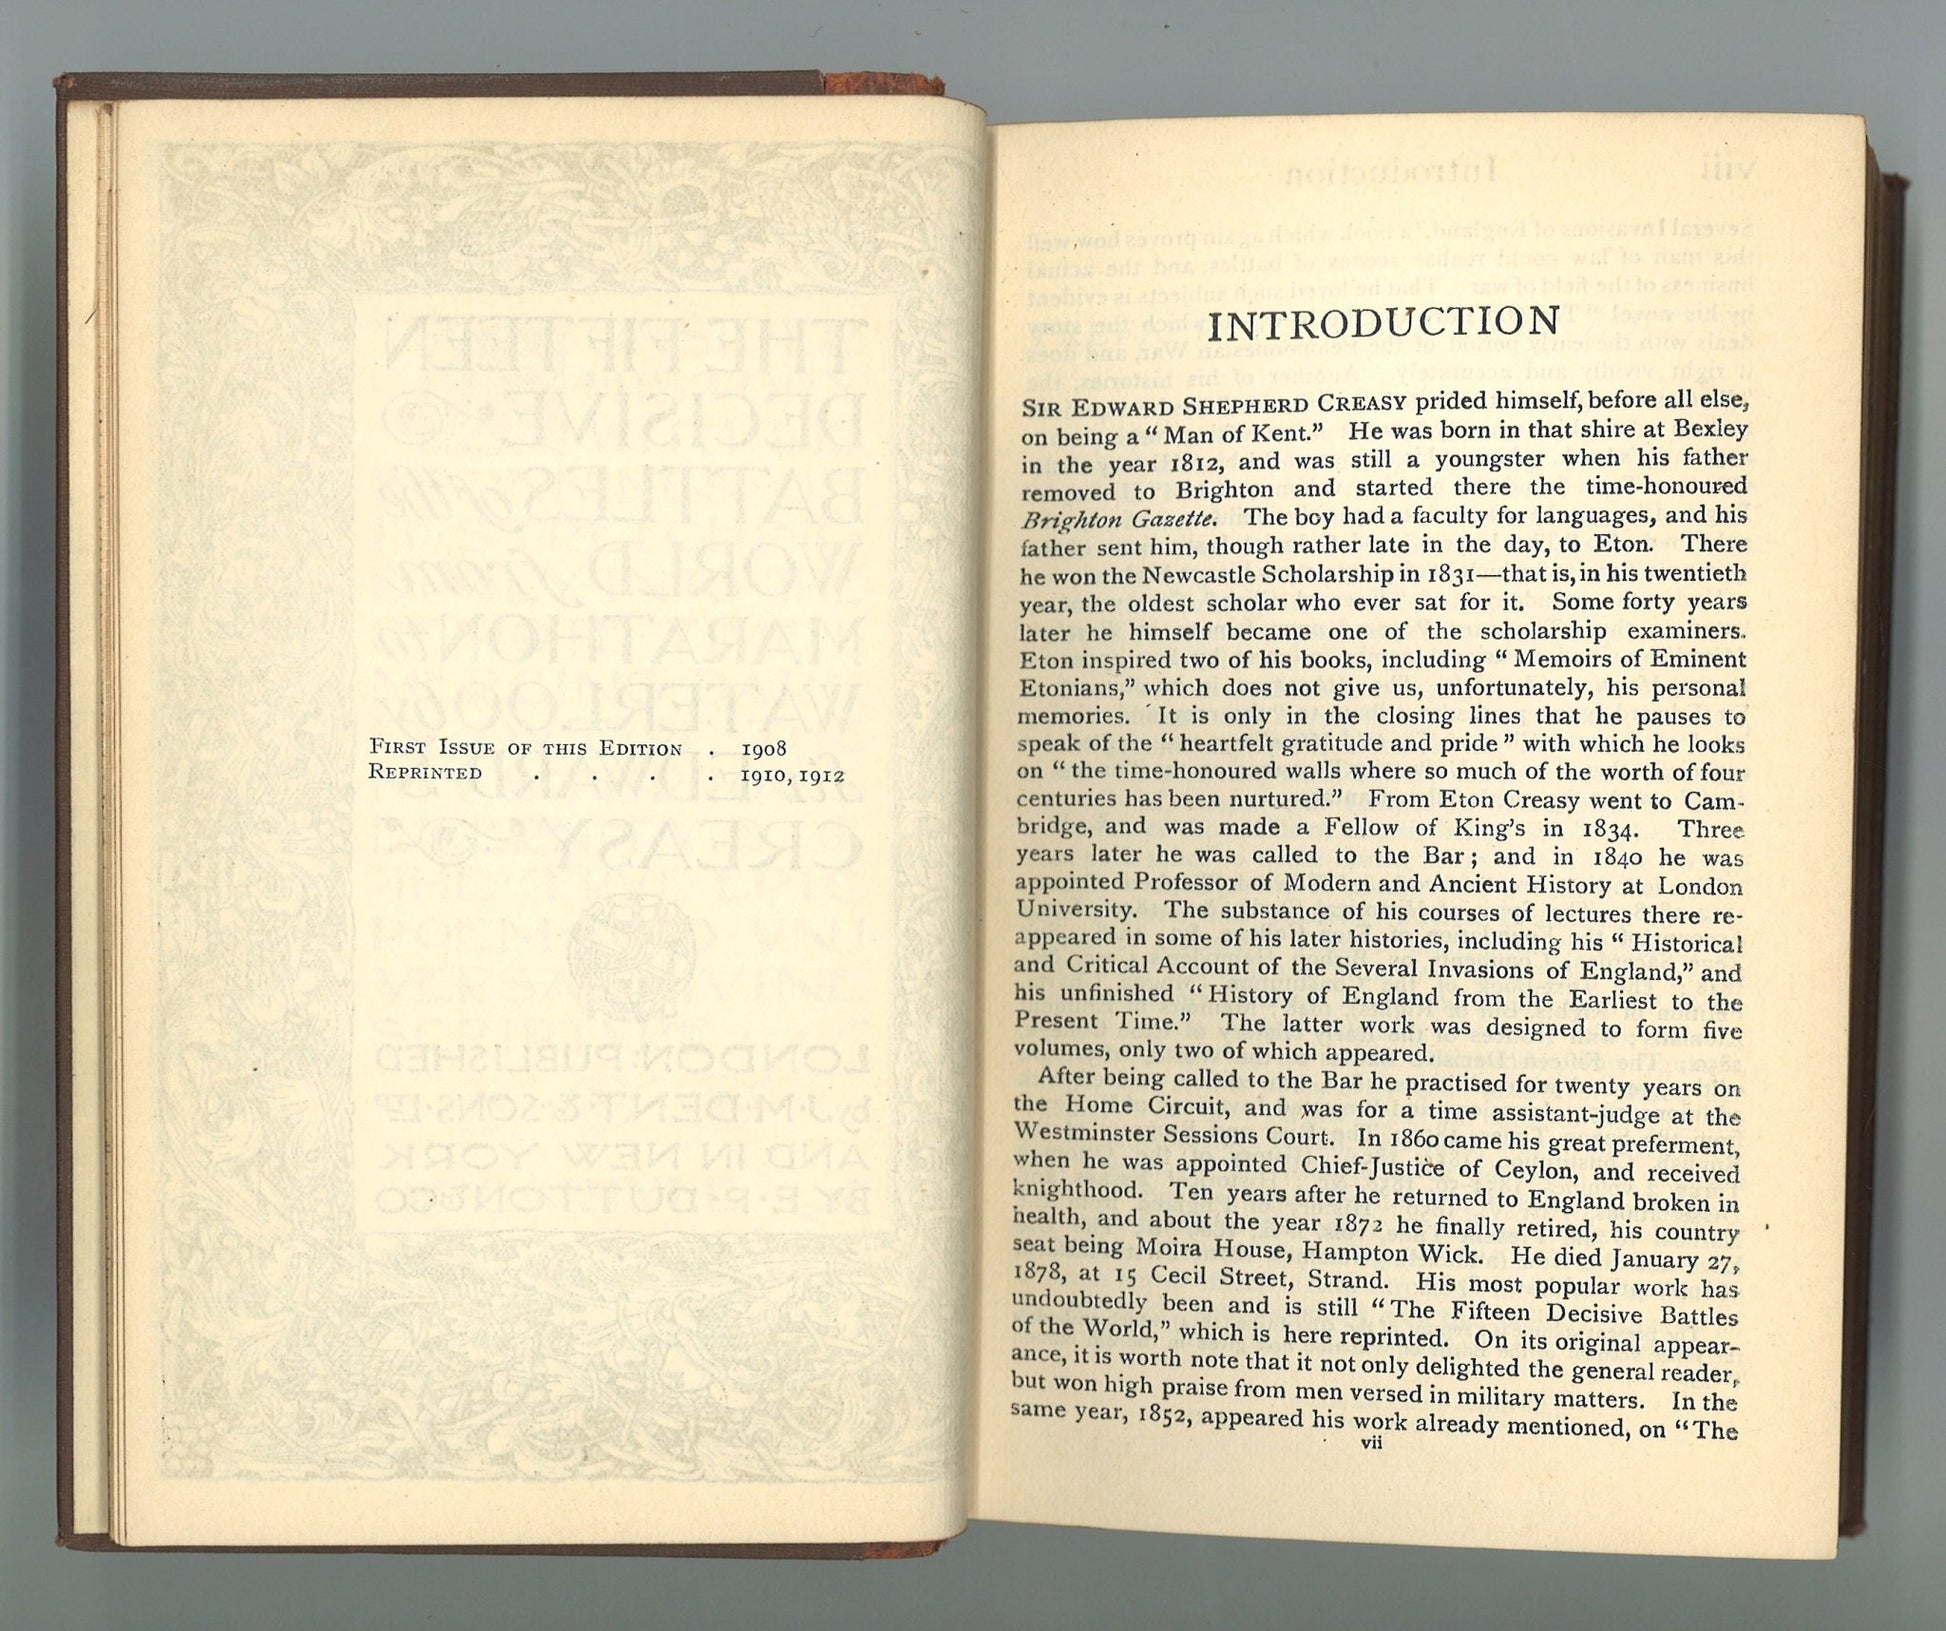 FIRST ISSUE OF THIS EDITION . 1908
REPRINTED . . . . 1910, 1912
INTRODUCTION
SIR EDWARD SHEPHERD CREASY prided himself, before all else,
on being a “ Man of Kent.” He was born in that shire at Bexley
in the year 1812, and was still a youngster when his father
removed to Brighton and started there the time-honoured
Brighton Gazette. The boy had a faculty for languages, and his
father sent him, though rather late in the day, to Eton. There
he won the Newcastle Scholarship in 1831—that is, in his twentieth
year, the oldest scholar who ever sat for it. Some forty years
later he himself became one of the scholarship examiners.
Eton inspired two of his books, including “ Memoirs of Eminent
Etonians,” which does not give us, unfortunately, his personal
memories. It is only in the closing lines that he pauses to
speak of the “ heartfelt gratitude and pride ” with which he looks
on “ the time-honoured walls where so much of the worth of four
centuries has been nurtured.” From Eton Creasy went to Cam-
bridge, and was made a Fellow of King’s in 1834. Three
years later he was called to the Bar ; and in 1840 he was
appointed Professor of Modern and Ancient History at London
University. The substance of his courses of lectures there re-
appeared in some of his later histories, including his “ Historical
and Critical Account of the Several Invasions of England,” and
his unfinished “ History of England from the Earliest to the
Present Time.” The latter work was designed to form five
volumes, only two of which appeared.
After being called to the Bar he practised for twenty years on
the Home Circuit, and was for a time assistant-judge at the
Westminster Sessions Court. In 1860 came his great preferment,
when he was appointed Chief-Justice of Ceylon, and received
knighthood. Ten years after he returned to England broken in
health, and about the year 1872 he finally retired, his country
seat being Moira House, Hampton Wick. He died January 27,
1878, at 15 Cecil Street, Strand. His most popular work has
undoubtedly been and is still “ The Fifteen Decisive Battles
of the World,” which is here reprinted. On its original appear-
ance, it is worth note that it not only delighted the general reader,
but won high praise from men versed in military matters. In the
same year, 1852, appeared his work already mentioned, on “ The
vii